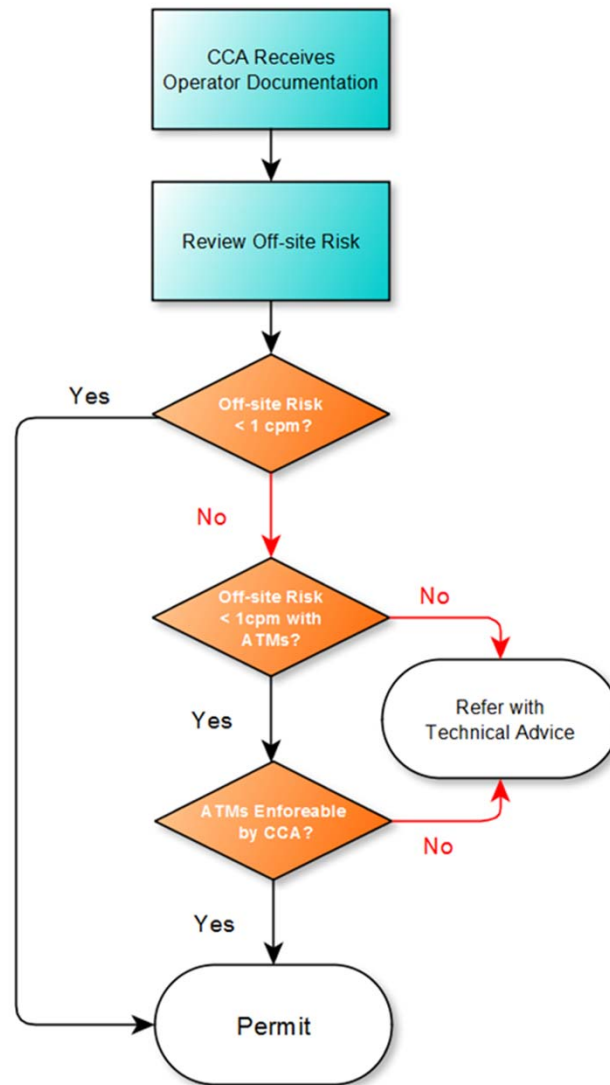 CCA Receives
Operator Documentation
Review Off-site Risk
Yes
Off-site Risk
< 1 cpm?
No
Off-site Risk
< 1cpm with
ATMs?
No
Refer with
Technical Advice
Yes
ATMs Enforeable
by CCA?
No
Yes
Permit